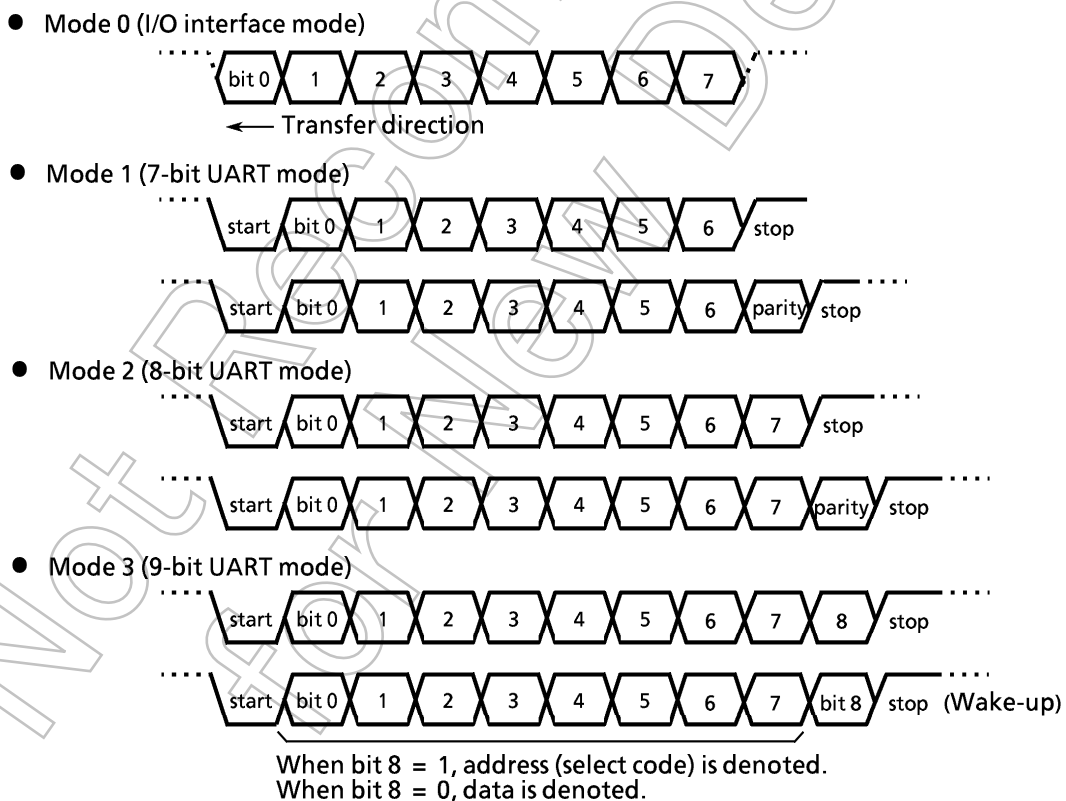 ● Mode 0 (I/O interface mode)
bit 0 1 2 3 4 5 6 7
Transfer direction
● Mode 1 (7-bit UART mode)
start bit 0 1 2 3 4 5 6 stop
start bit 0 1 2 3 4 5 6 parity stop
● Mode 2 (8-bit UART mode)
start bit 0 1 2 3 4 5 6 7 stop
start bit 0 1 2 3 4 5 6 7 parity stop
● Mode 3 (9-bit UART mode)
start bit 0 1 2 3 4 5 6 7 8 stop
start bit 0 1 2 3 4 5 6 7 bit 8 stop (Wake-up)
When bit 8 = 1, address (select code) is denoted.
When bit 8 = 0, data is denoted.
Not Recom
for New De